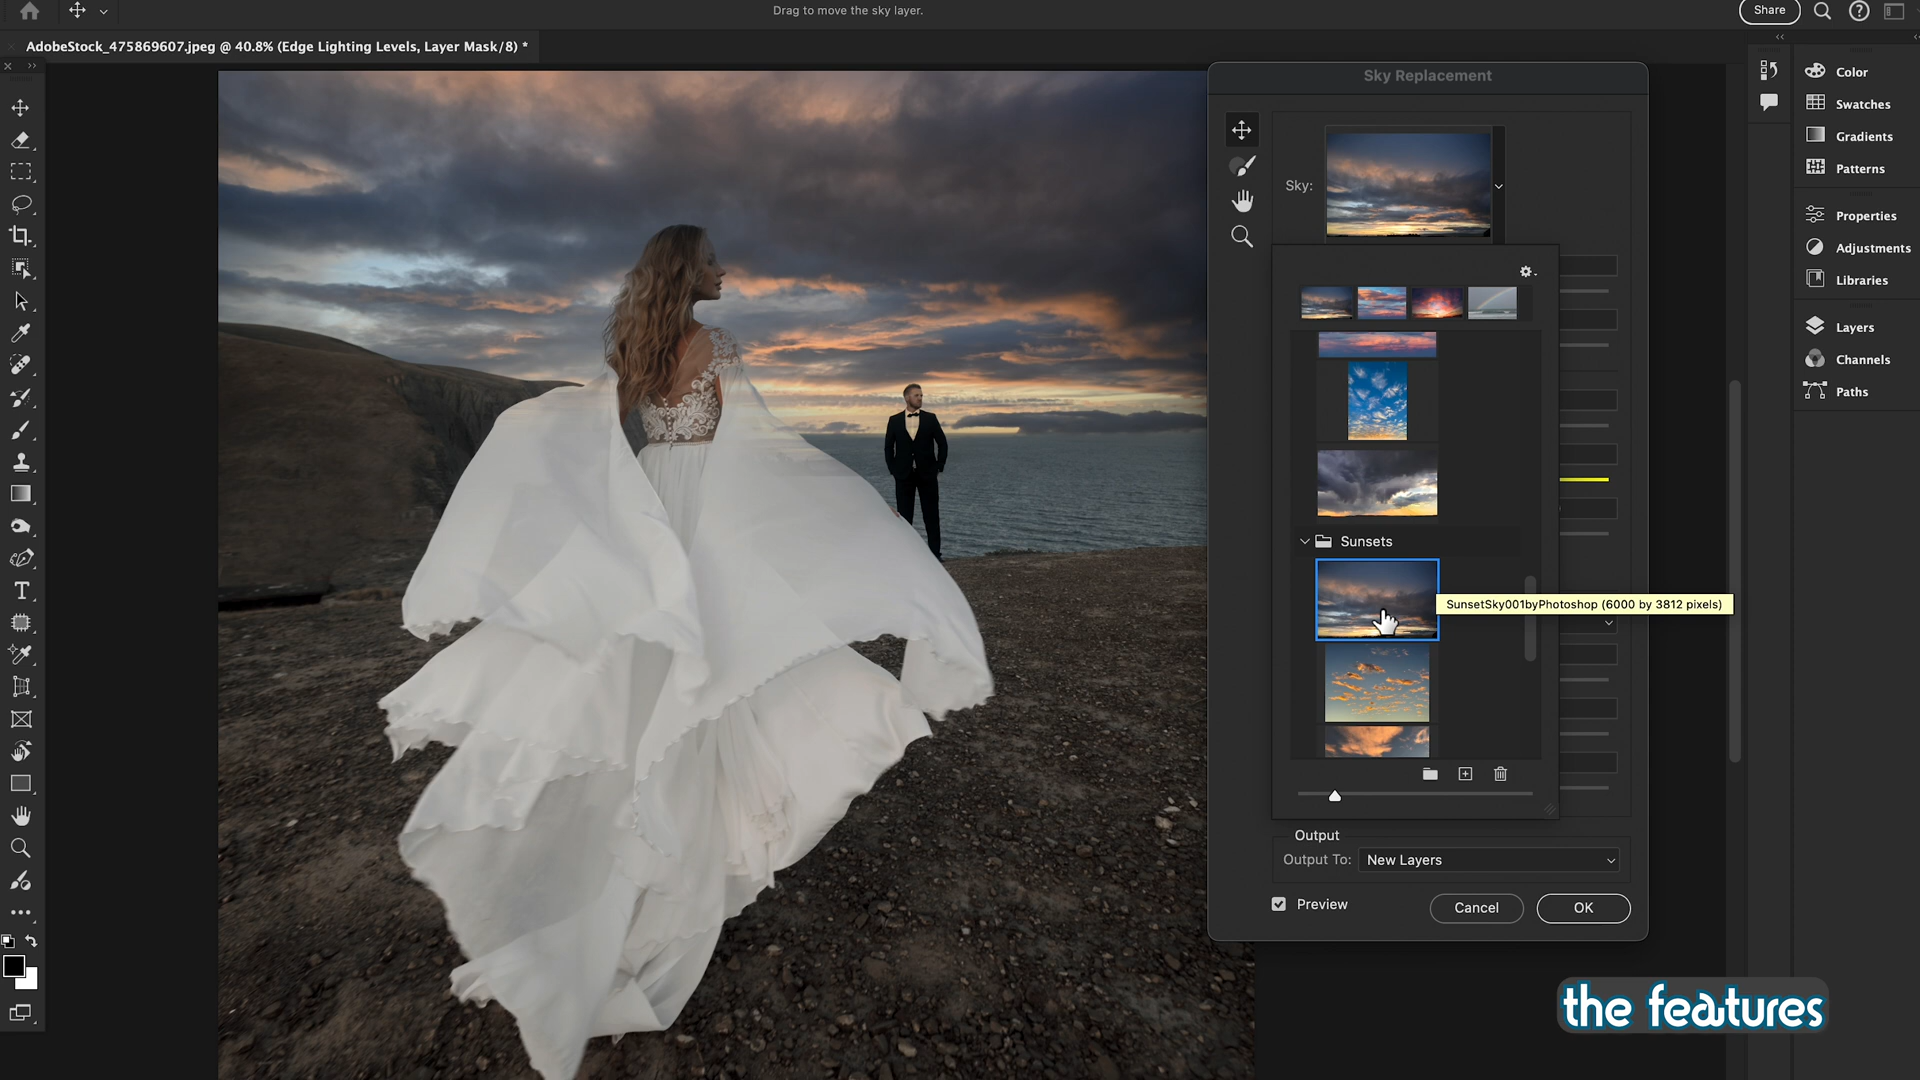 Drag to move the sky layer.
Share
AdobeStock_475869607.jpeg @ 40.8% (Edge Lighting Levels, Layer Mask/8) *
Sky Replacement
Sky:
Sunsets
SunsetSky001byPhotoshop (6000 by 3812 pixels)
Output
Output To:
New Layers
Preview
Cancel
OK
Color
Swatches
Gradients
Patterns
Properties
Adjustments
Libraries
Layers
Channels
Paths
the features